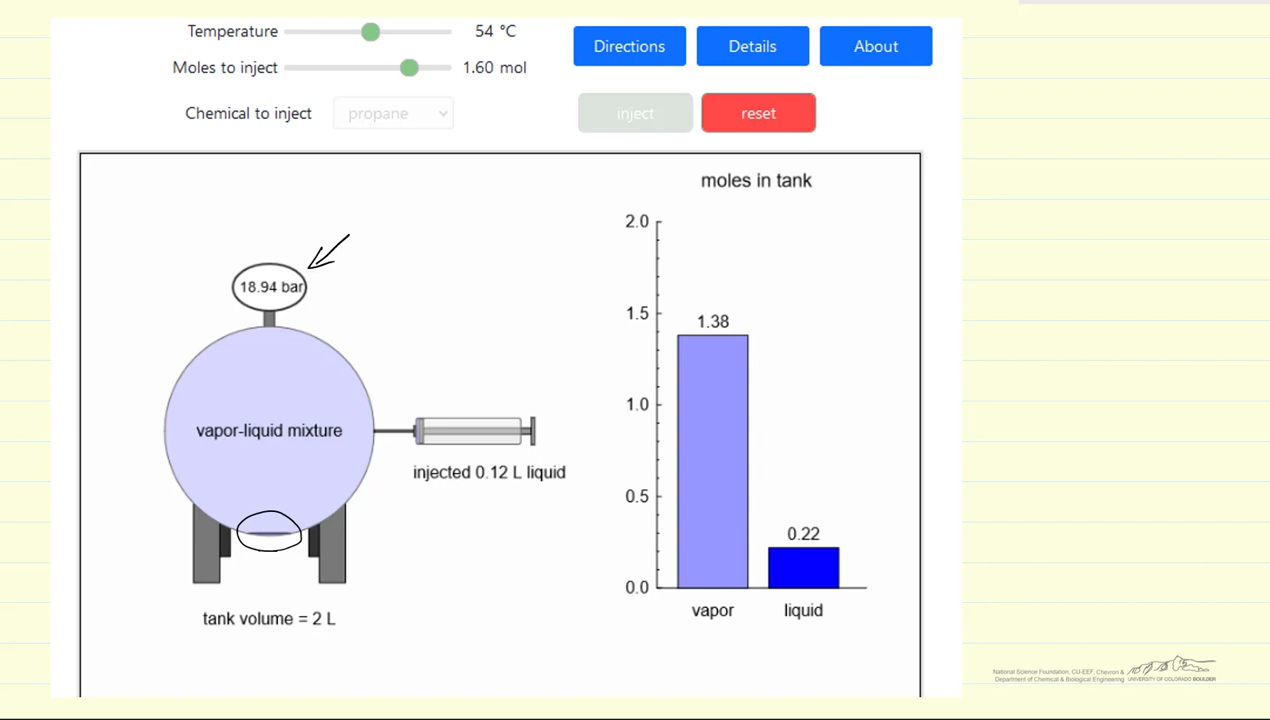 Temperature 54 °C
Directions Details About
Moles to inject 1.60 mol
Chemical to inject propane inject reset
moles in tank
2.0
18.94 bar
1.5
1.38
1.0
vapor-liquid mixture
injected 0.12 L liquid
0.5
0.22
0.0
vapor liquid
tank volume = 2 L
National Science Foundation, CU-EEF, Chevron &
Department of Chemical & Biological Engineering UNIVERSITY OF COLORADO BOULDER